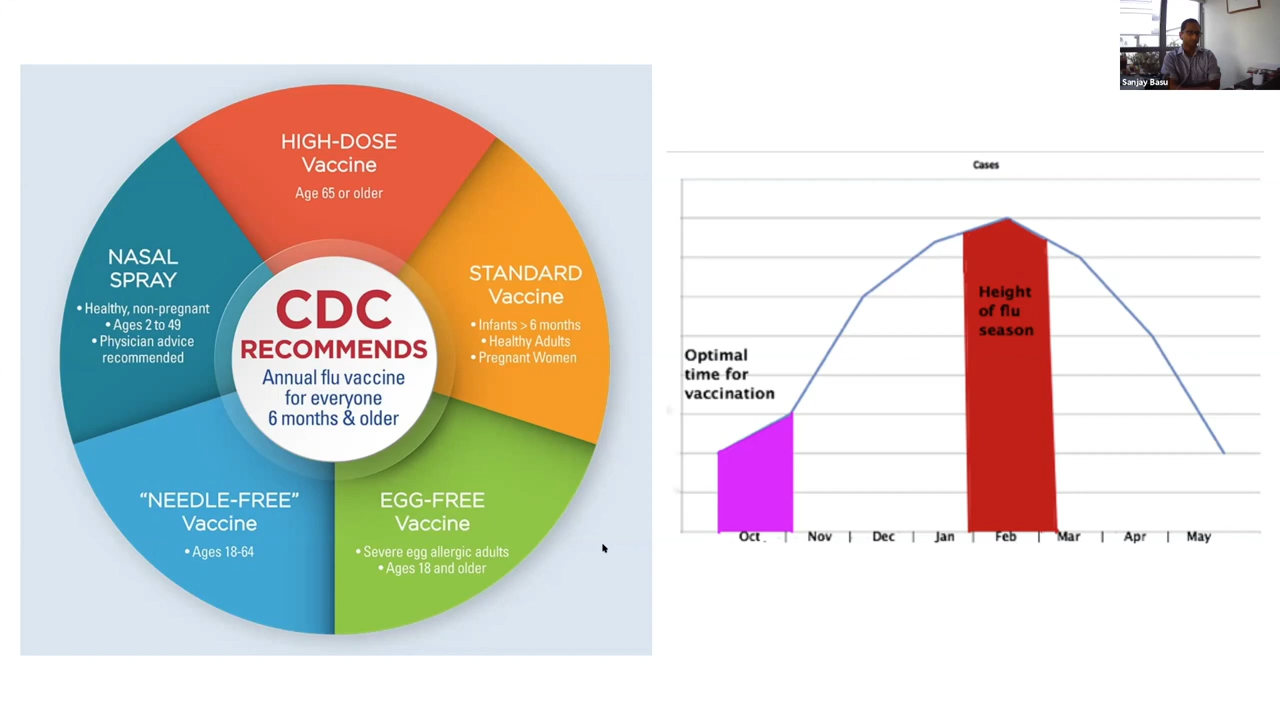 Sanjay Basu
HIGH-DOSE
Vaccine
Age 65 or older
NASAL
SPRAY
• Healthy, non-pregnant
• Ages 2 to 49
• Physician advice
recommended
STANDARD
Vaccine
• Infants > 6 months
• Healthy Adults
• Pregnant Women
CDC
RECOMMENDS
Annual flu vaccine
for everyone
6 months & older
"NEEDLE-FREE"
Vaccine
• Ages 18-64
EGG-FREE
Vaccine
• Severe egg allergic adults
• Ages 18 and older
Cases
Height
of flu
season
Optimal
time for
vaccination
Oct | Nov | Dec | Jan | Feb | Mar | Apr | May